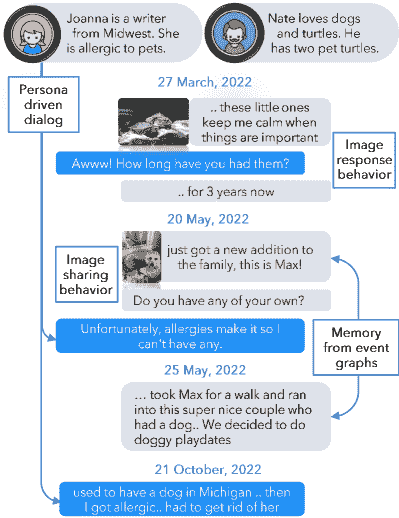 Joanna is a writer
from Midwest. She
is allergic to pets.
Nate loves dogs
and turtles. He
has two pet turtles.
Persona
driven
dialog
27 March, 2022
.. these little ones
keep me calm when
things are important
Awww! How long have you had them?
Image
response
behavior
.. for 3 years now
20 May, 2022
Image
sharing
behavior
just got a new addition to
the family, this is Max!
Do you have any of your own?
Unfortunately, allergies make it so I
can't have any.
Memory
from event
graphs
25 May, 2022
... took Max for a walk and ran
into this super nice couple who
had a dog.. We decided to do
doggy playdates
21 October, 2022
used to have a dog in Michigan .. then
I got allergic.. had to get rid of her